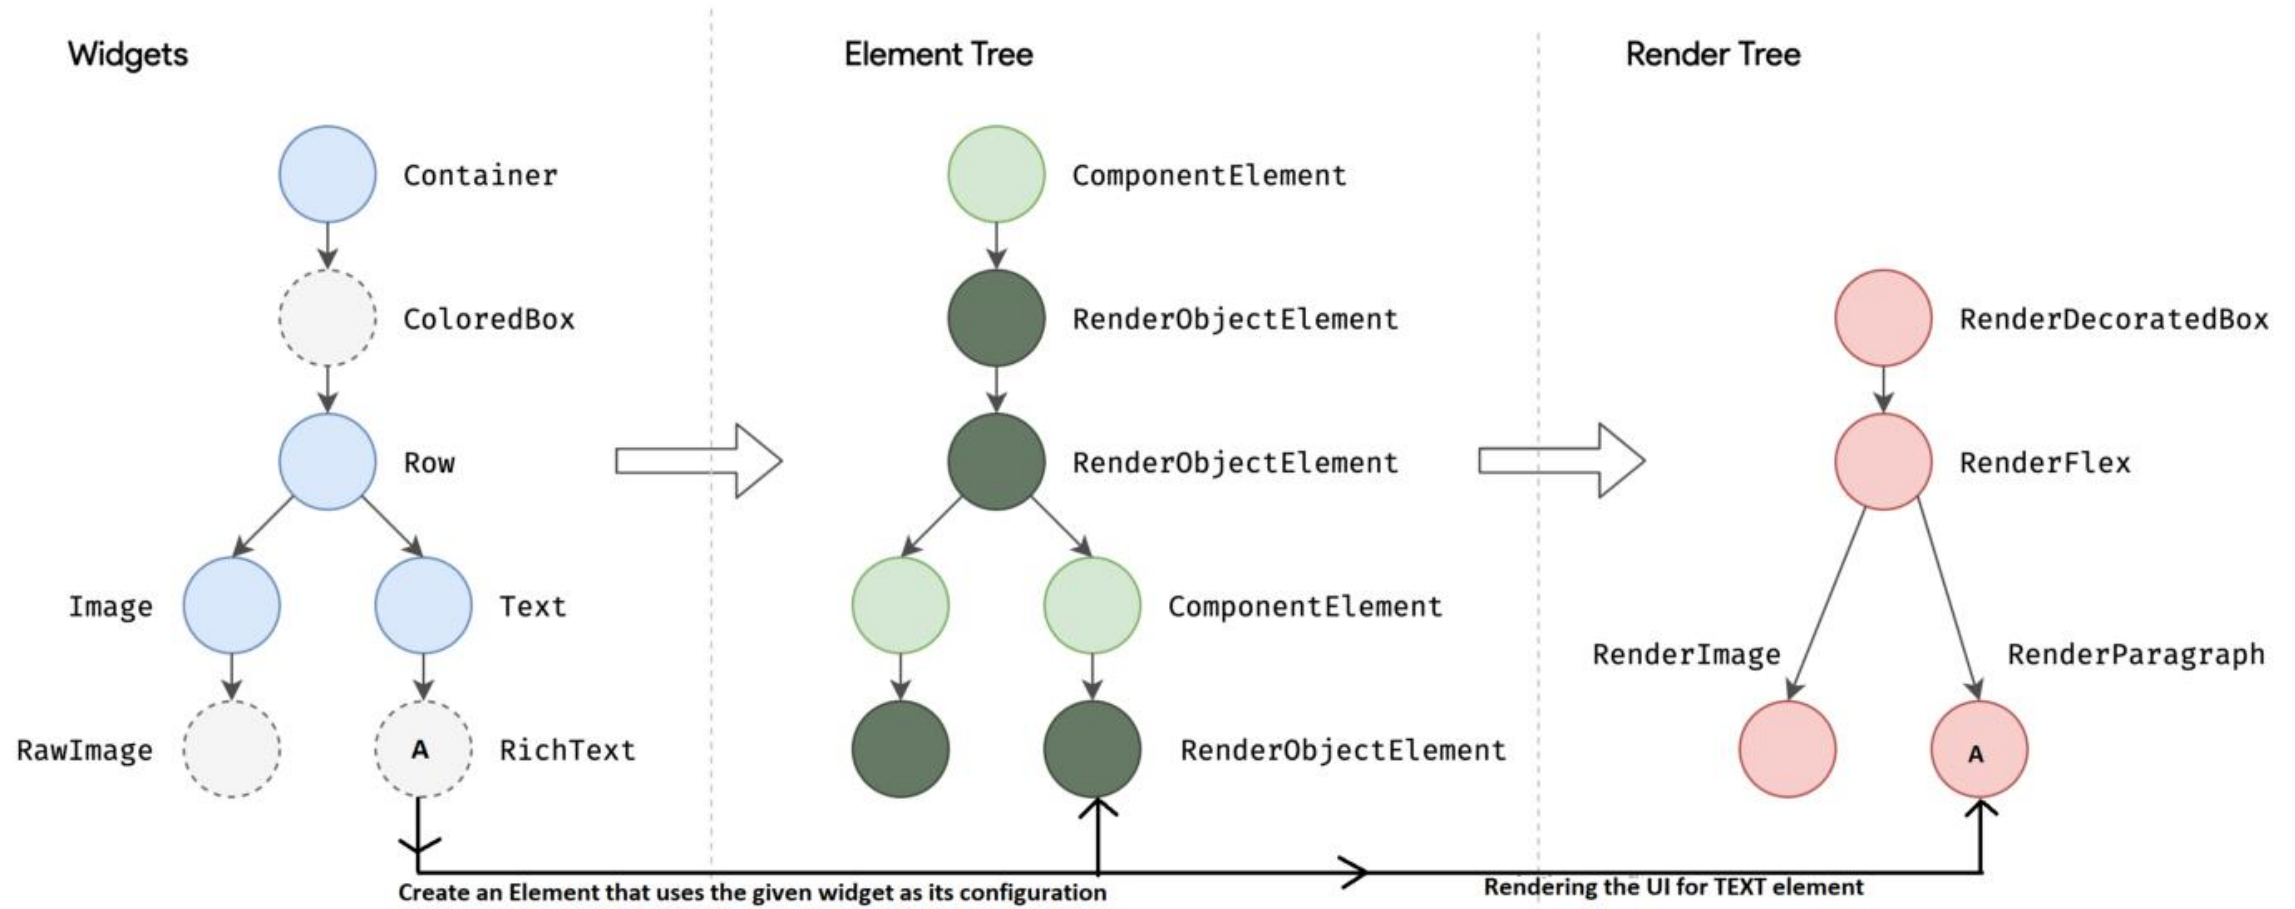 Widgets
Element Tree
Render Tree
Container
ComponentElement
ColoredBox
RenderObjectElement
RenderDecoratedBox
Row
RenderObjectElement
RenderFlex
Image
Text
ComponentElement
RenderImage
RenderParagraph
RawImage
A
RichText
RenderObjectElement
A
Create an Element that uses the given widget as its configuration
Rendering the UI for TEXT element